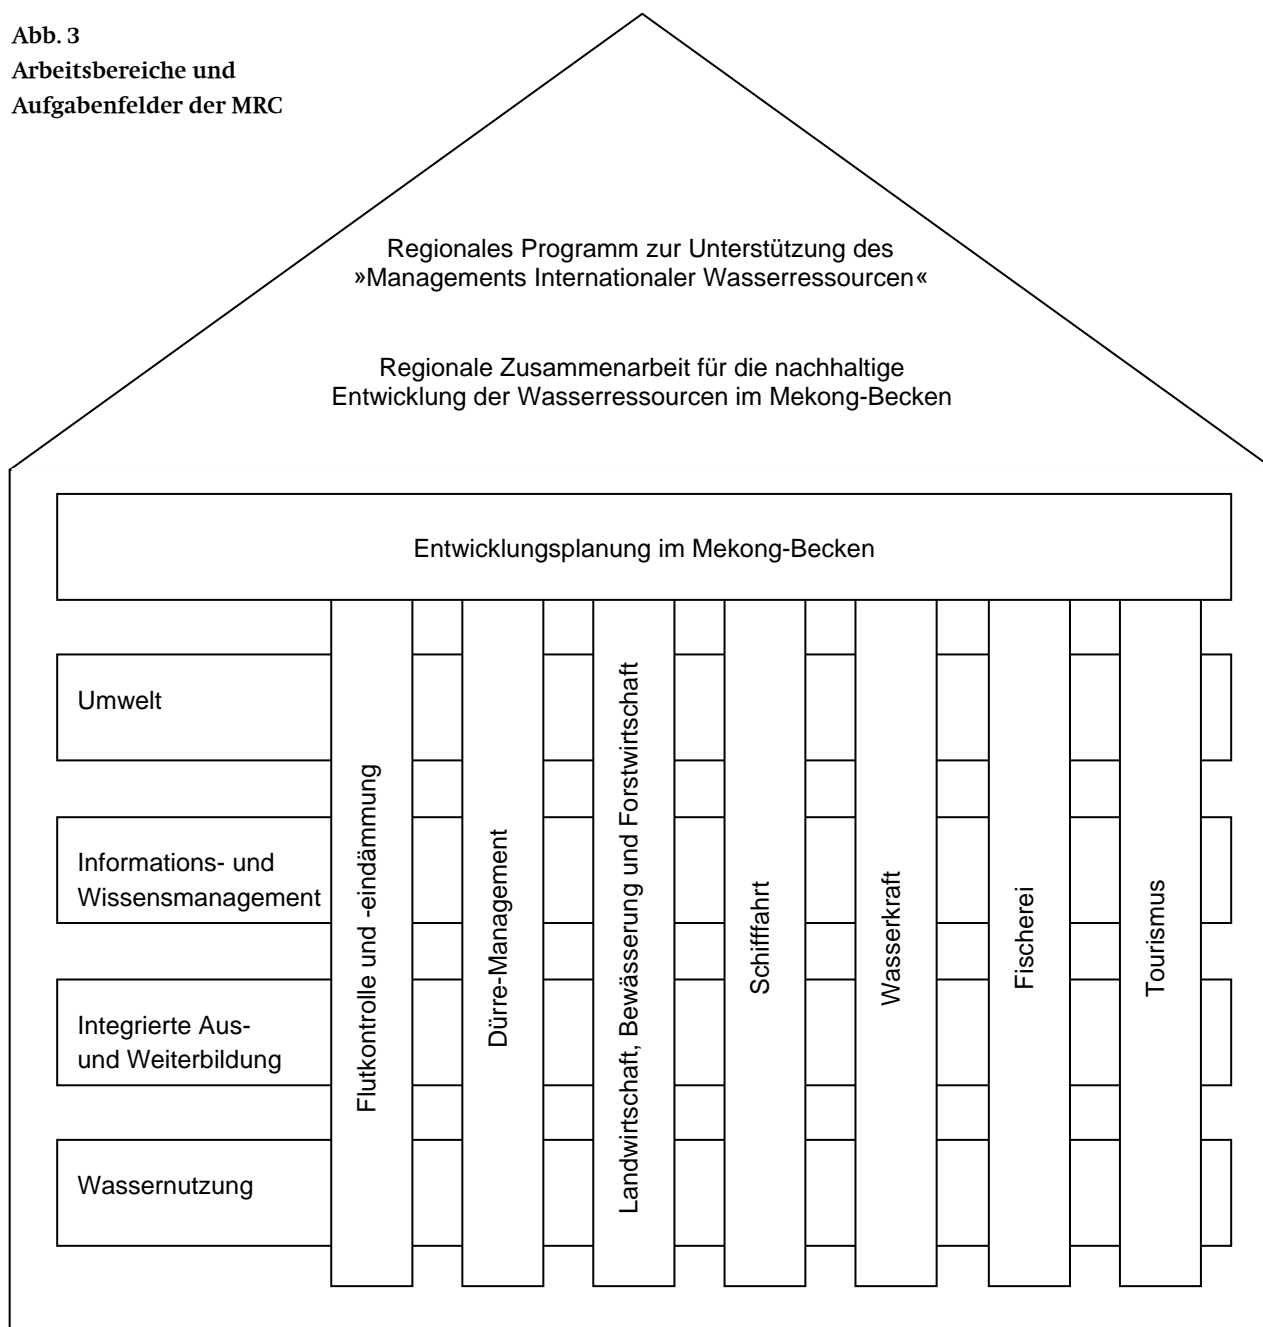 Abb. 3
Arbeitsbereiche und
Aufgabenfelder der MRC
Regionales Programm zur Unterstützung des
»Managements Internationaler Wasserressourcen«
Regionale Zusammenarbeit für die nachhaltige
Entwicklung der Wasserressourcen im Mekong-Becken
Entwicklungsplanung im Mekong-Becken
Umwelt
Informations- und
Wissensmanagement
Integrierte Aus-
und Weiterbildung
Wassernutzung
Flutkontrolle und -eindämmung
Dürre-Management
Landwirtschaft, Bewässerung und Forstwirtschaft
Schifffahrt
Wasserkraft
Fischerei
Tourismus